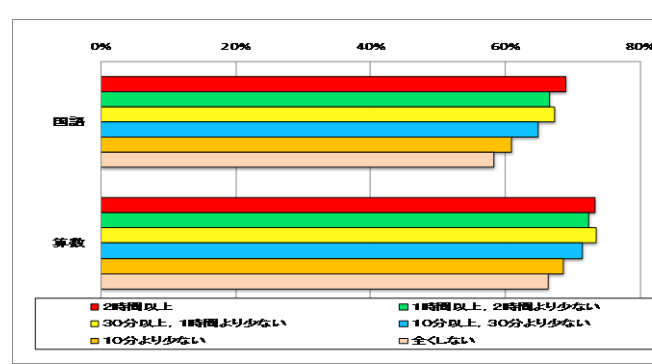 0% 20% 40% 60% 80%
国語
算数
2時間以上 1時間以上,2時間より少ない
30分以上,1時間より少ない 10分以上,30分より少ない
10分より少ない 全くしない